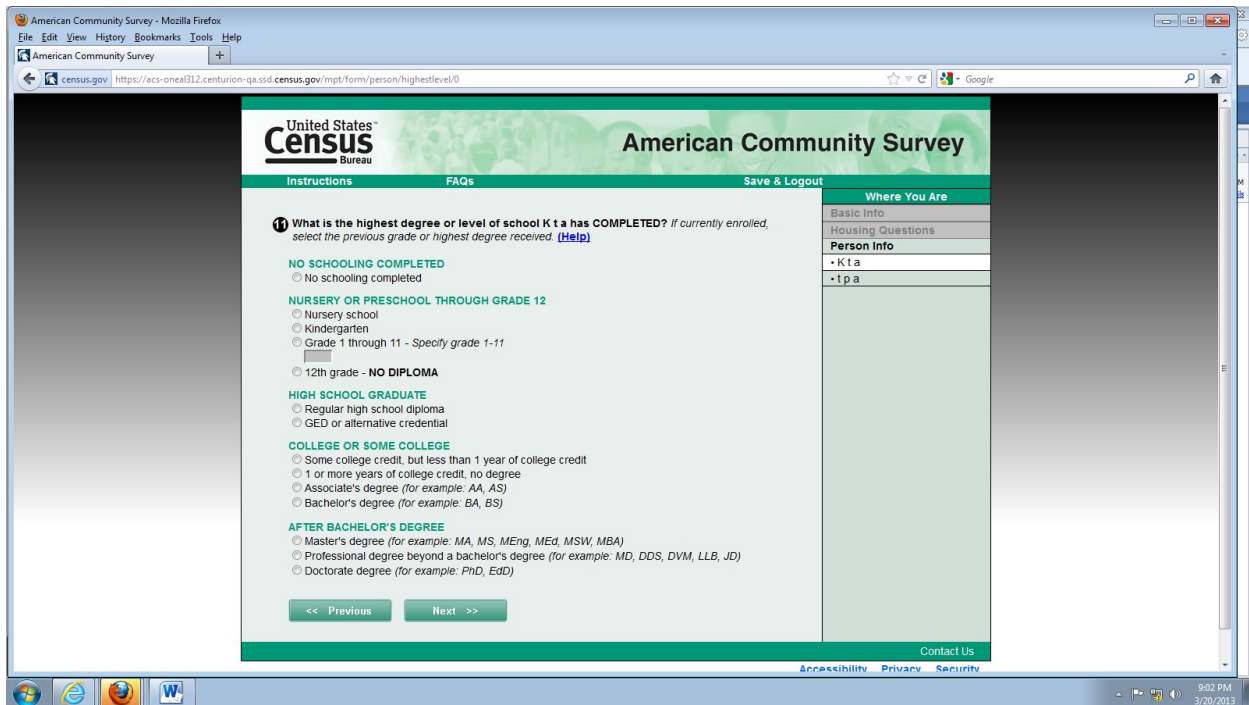 American Community Survey - Mozilla Firefox
File Edit View History Bookmarks Tools Help
American Community Survey +
census.gov https://acs-oneal312.centurion-qa.ssd.census.gov/mpt/form/person/highestlevel/0 Google
United States™
Census
Bureau
American Community Survey
Instructions FAQs Save & Logout
Where You Are
Basic Info
Housing Questions
Person Info
• K t a
• t p a
11 What is the highest degree or level of school K t a has COMPLETED? If currently enrolled,
select the previous grade or highest degree received. (Help)
NO SCHOOLING COMPLETED
No schooling completed
NURSERY OR PRESCHOOL THROUGH GRADE 12
Nursery school
Kindergarten
Grade 1 through 11 - Specify grade 1-11
12th grade - NO DIPLOMA
HIGH SCHOOL GRADUATE
Regular high school diploma
GED or alternative credential
COLLEGE OR SOME COLLEGE
Some college credit, but less than 1 year of college credit
1 or more years of college credit, no degree
Associate's degree (for example: AA, AS)
Bachelor's degree (for example: BA, BS)
AFTER BACHELOR'S DEGREE
Master's degree (for example: MA, MS, MEng, MEd, MSW, MBA)
Professional degree beyond a bachelor's degree (for example: MD, DDS, DVM, LLB, JD)
Doctorate degree (for example: PhD, EdD)
<< Previous Next >>
Contact Us
Accessibility Privacy Security
9:02 PM
3/20/2013